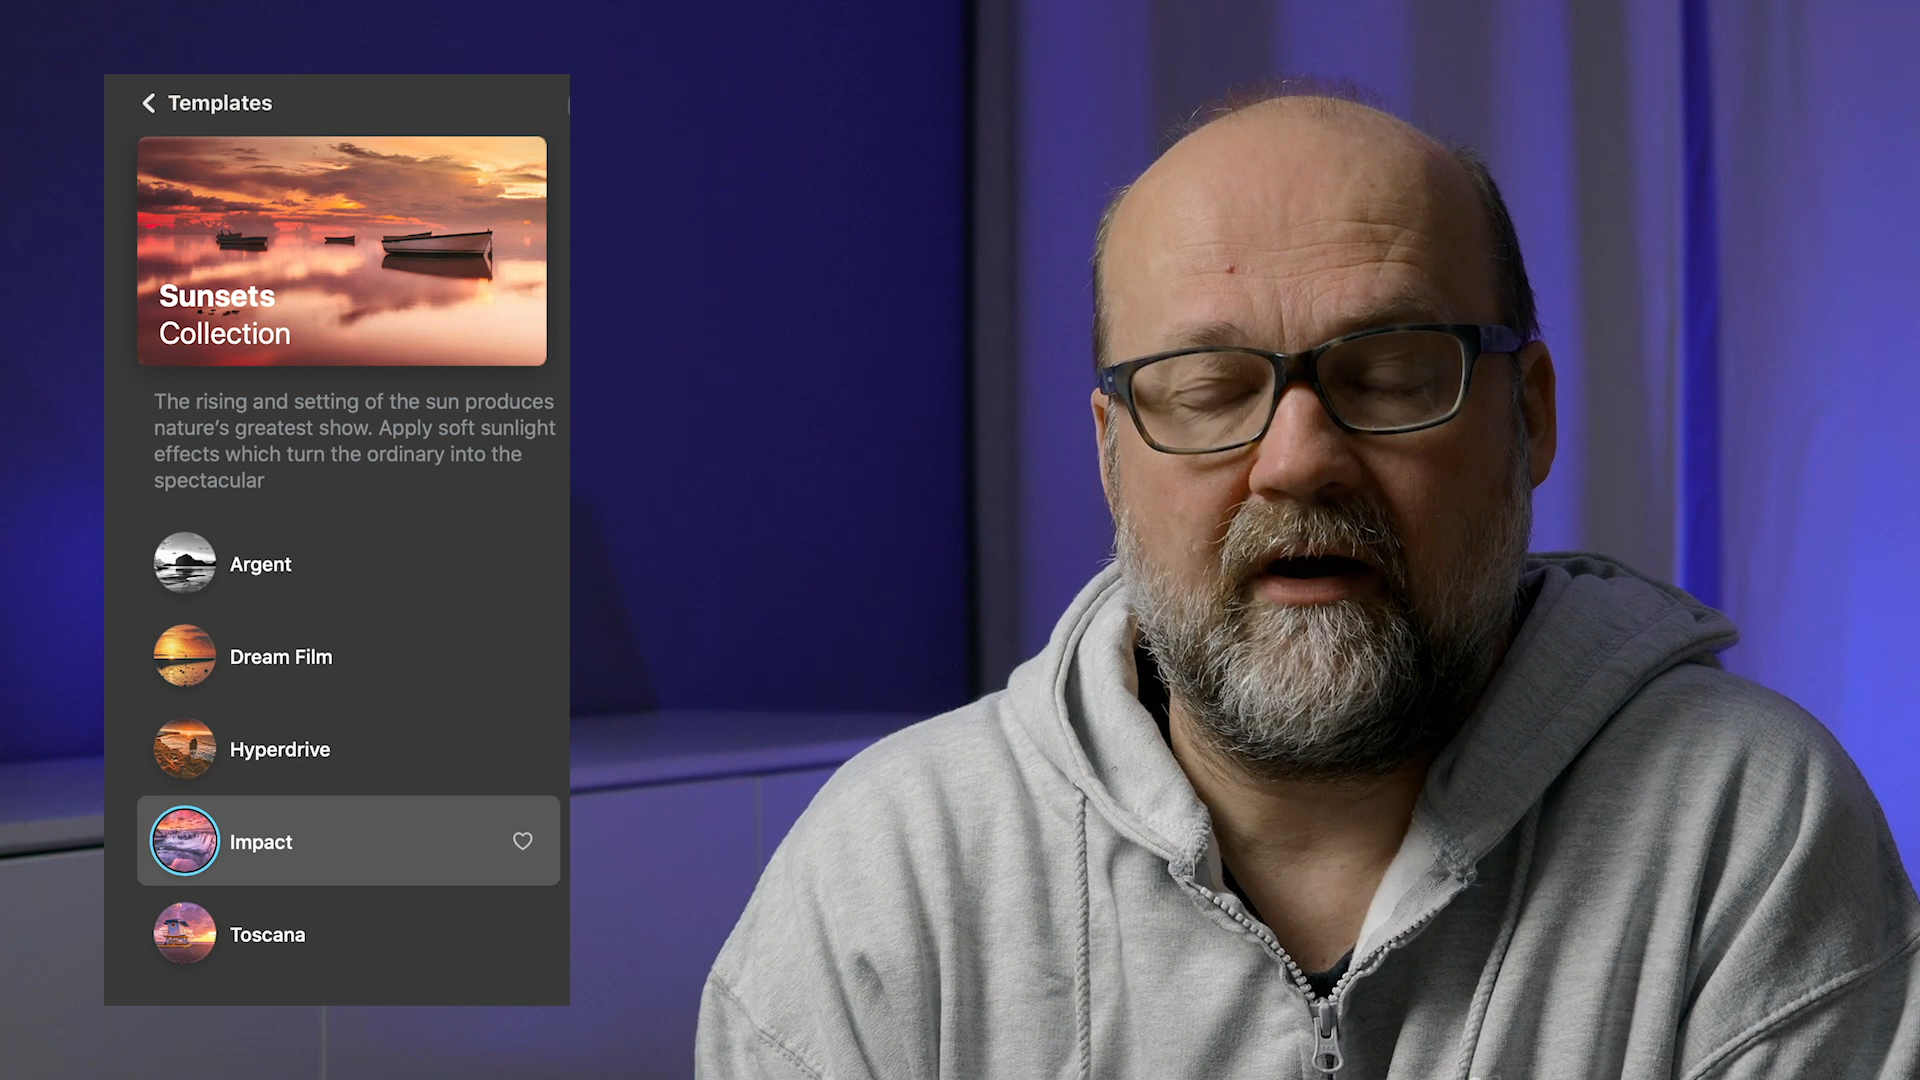 Templates
Sunsets
Collection
The rising and setting of the sun produces
nature's greatest show. Apply soft sunlight
effects which turn the ordinary into the
spectacular
Argent
Dream Film
Hyperdrive
Impact
Toscana